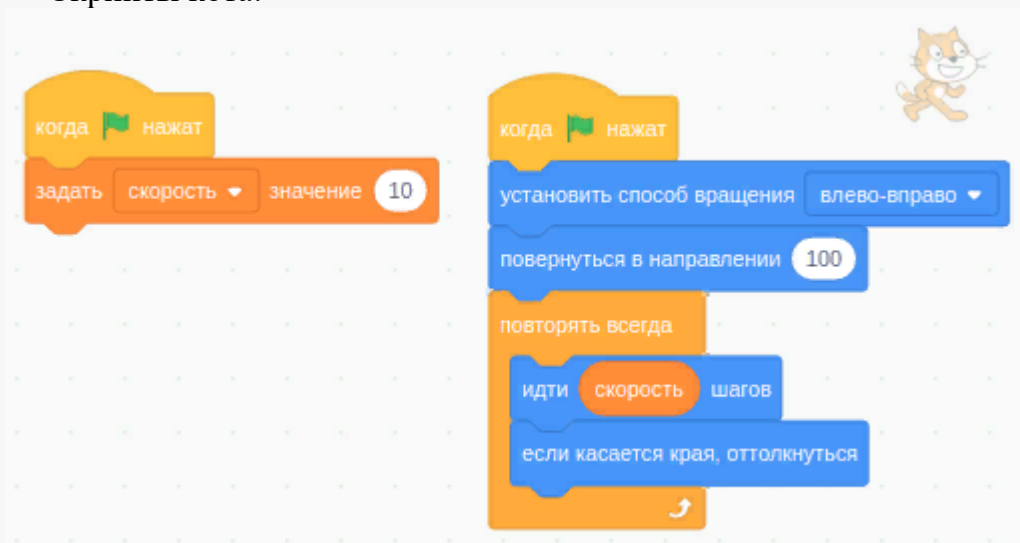 когда нажат
задать скорость значение 10
когда нажат
установить способ вращения влево-вправо
повернуться в направлении 100
повторять всегда
идти скорость шагов
если касается края, оттолкнуться